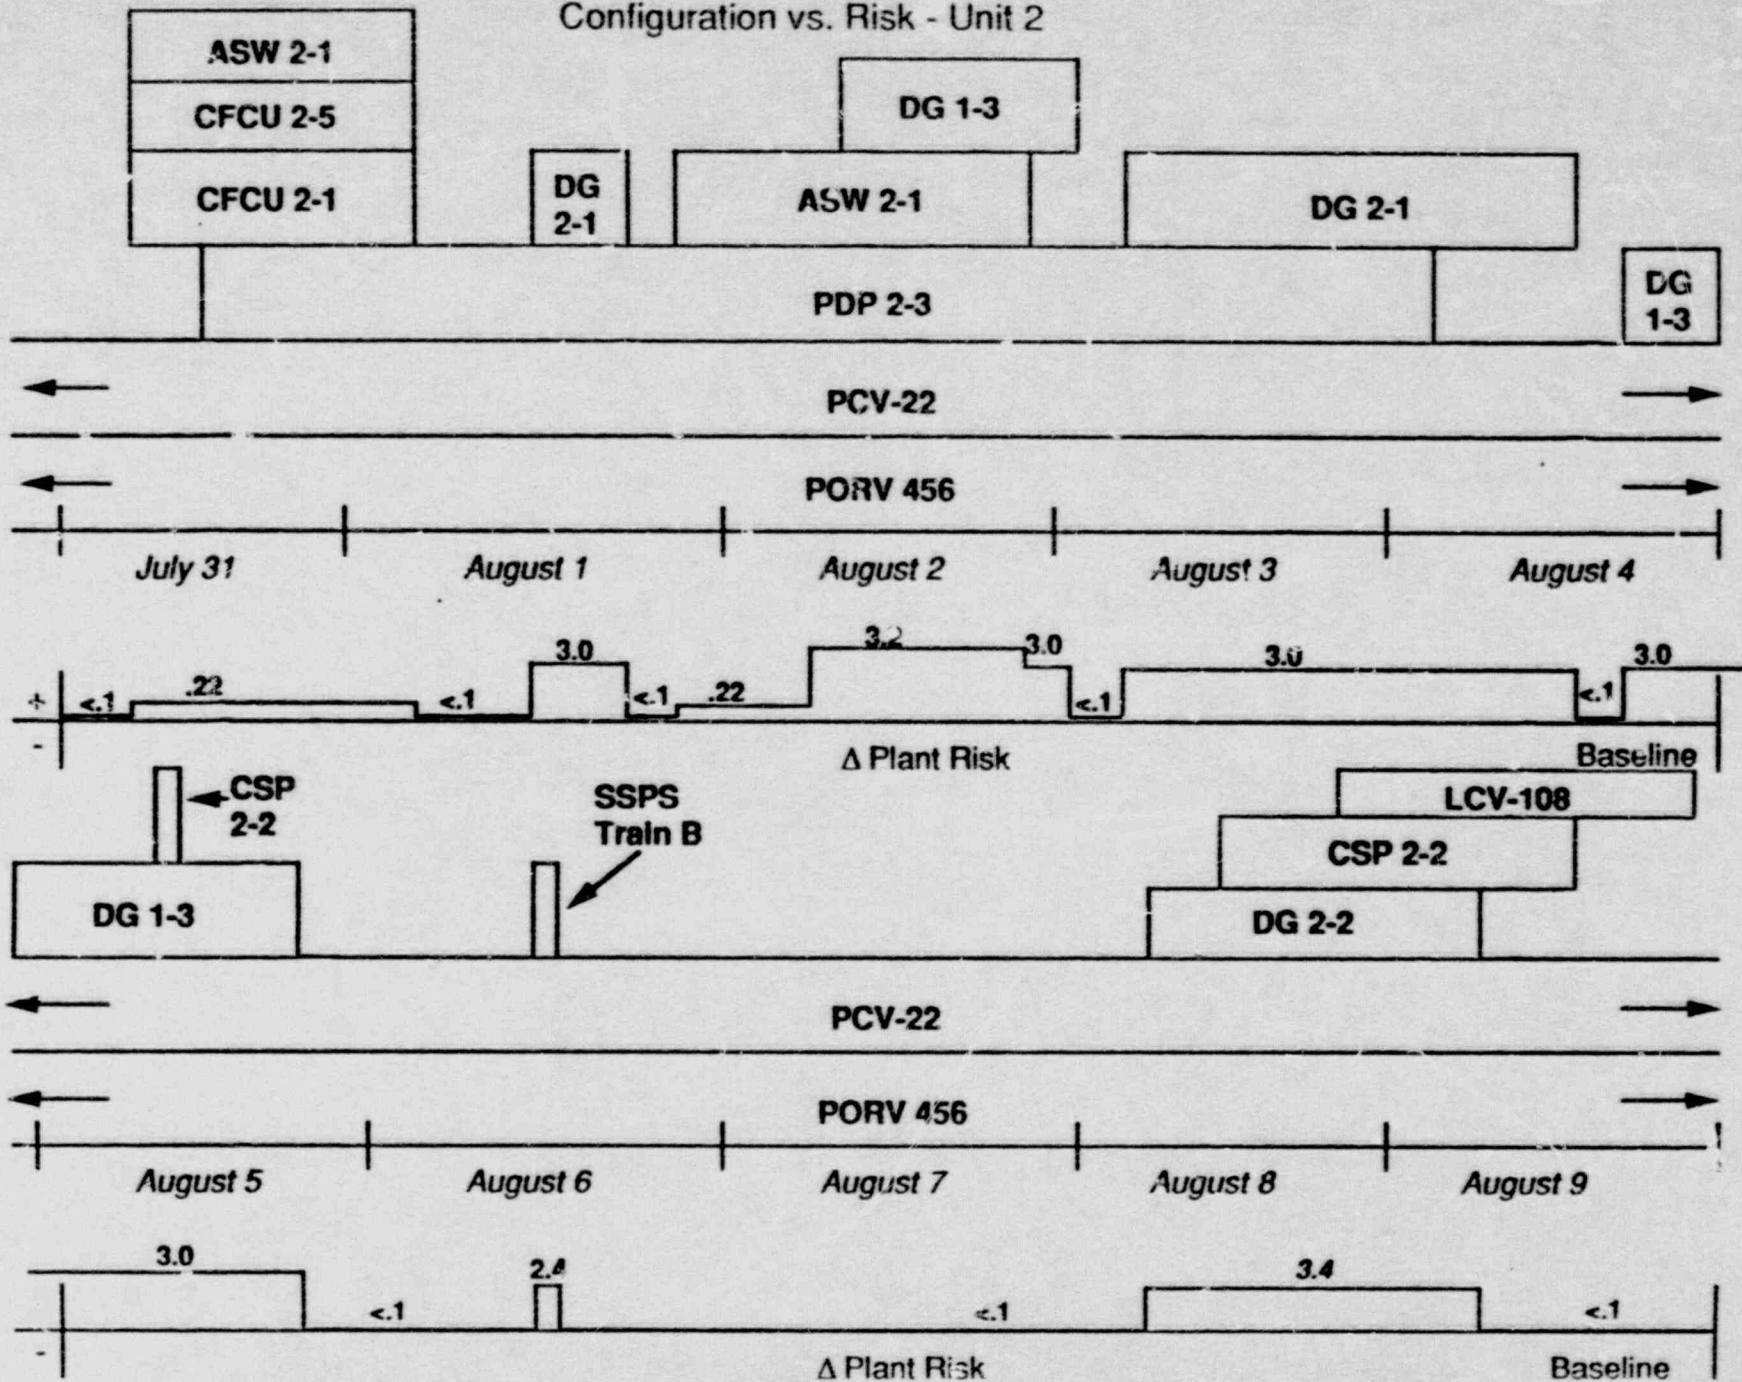 Configuration vs. Risk - Unit 2
ASW 2-1
CFCU 2-5
CFCU 2-1
DG
2-1
DG 1-3
ASW 2-1
DG 2-1
PDP 2-3
DG
1-3
PCV-22
PORV 456
July 31 August 1 August 2 August 3 August 4
+
-
<.1 .22 <.1 3.0 <.1 .22 3.2 3.0 <.1 3.0 <.1 3.0
Δ Plant Risk
Baseline
CSP
2-2
SSPS
Train B
LCV-108
CSP 2-2
DG 1-3
DG 2-2
PCV-22
PORV 456
August 5 August 6 August 7 August 8 August 9
3.0 <.1 2.4 <.1 3.4 <.1
-
Δ Plant Risk
Baseline